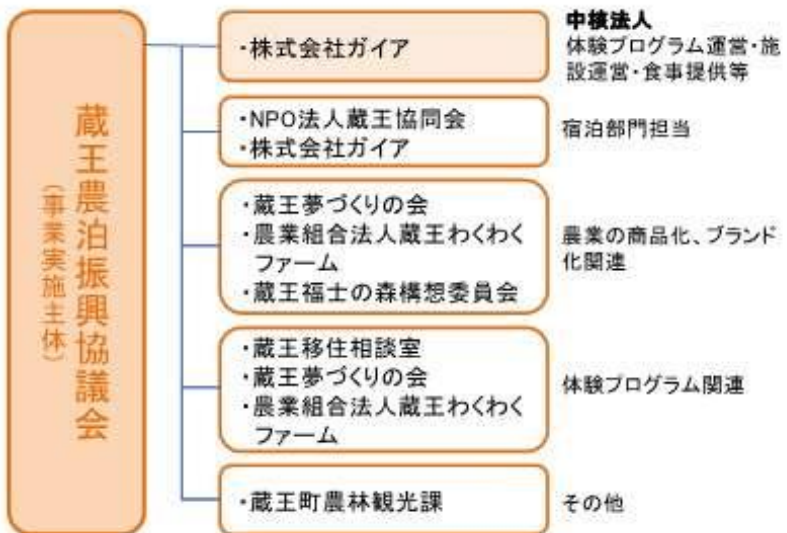 蔵王農泊振興協議会
(事業実施主体)
・株式会社ガイア
中核法人
体験プログラム運営・施
設運営・食事提供等
・NPO法人蔵王協同会
・株式会社ガイア
宿泊部門担当
・蔵王夢づくりの会
・農業組合法人蔵王わくわく
ファーム
・蔵王福士の森構想委員会
農業の商品化、ブランド
化関連
・蔵王移住相談室
・蔵王夢づくりの会
・農業組合法人蔵王わくわく
ファーム
体験プログラム関連
・蔵王町農林観光課
その他